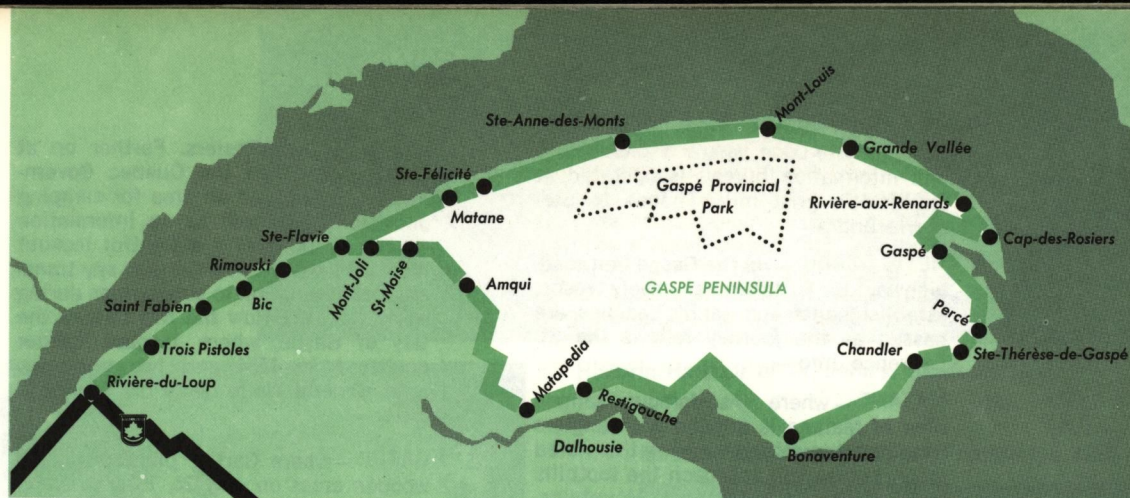 Mont-Louis
Ste-Anne-des-Monts
Grande Vallée
Ste-Félicité
Gaspé Provincial
Park
Matane
Rivière-aux-Renards
Ste-Flavie
Cap-des-Rosiers
Gaspé
Rimouski
Mont-Joli
St-Moïse
Amqui
GASPE PENINSULA
Bic
Saint Fabien
Percé
Trois Pistoles
Chandler
Ste-Thérèse-de-Gaspé
Rivière-du-Loup
Matapedia
Restigouche
Dalhousie
Bonaventure